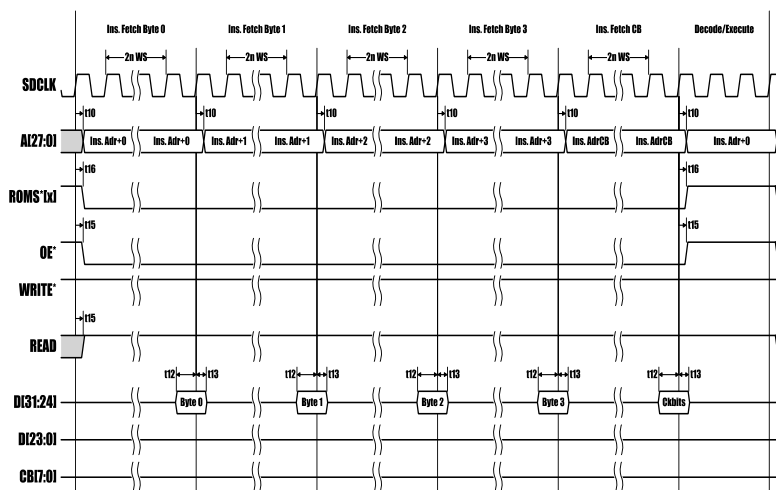 Ins. Fetch Byte 0 Ins. Fetch Byte 1 Ins. Fetch Byte 2 Ins. Fetch Byte 3 Ins. Fetch CB Decode/Execute
2n WS 2n WS 2n WS 2n WS 2n WS
SDCLK
t10 t10 t10 t10 t10 t10
A[27:0] Ins. Adr+0 Ins. Adr+0 Ins. Adr+1 Ins. Adr+1 Ins. Adr+2 Ins. Adr+2 Ins. Adr+3 Ins. Adr+3 Ins. AdrCB Ins. AdrCB Ins. Adr+0
t16 t16
ROMS*[x]
t15 t15
OE*
WRITE*
t15
READ
t12 t13 t12 t13 t12 t13 t12 t13 t12 t13
D[31:24] Byte 0 Byte 1 Byte 2 Byte 3 Ckbits
D[23:0]
CB[7:0]